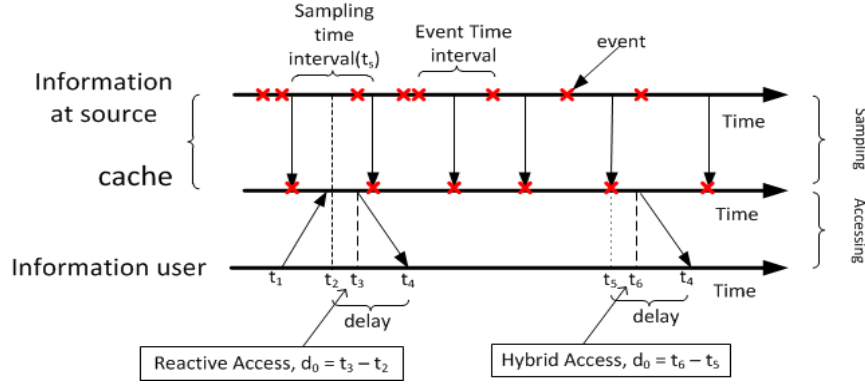 Sampling
time
interval(tₛ)
Event Time
interval
event
Information
at source
Time
Sampling
cache
Time
Accessing
Information user
t₁
t₂
t₃
t₄
t₅
t₆
t₄
Time
delay
delay
Reactive Access, d₀ = t₃ − t₂
Hybrid Access, d₀ = t₆ − t₅